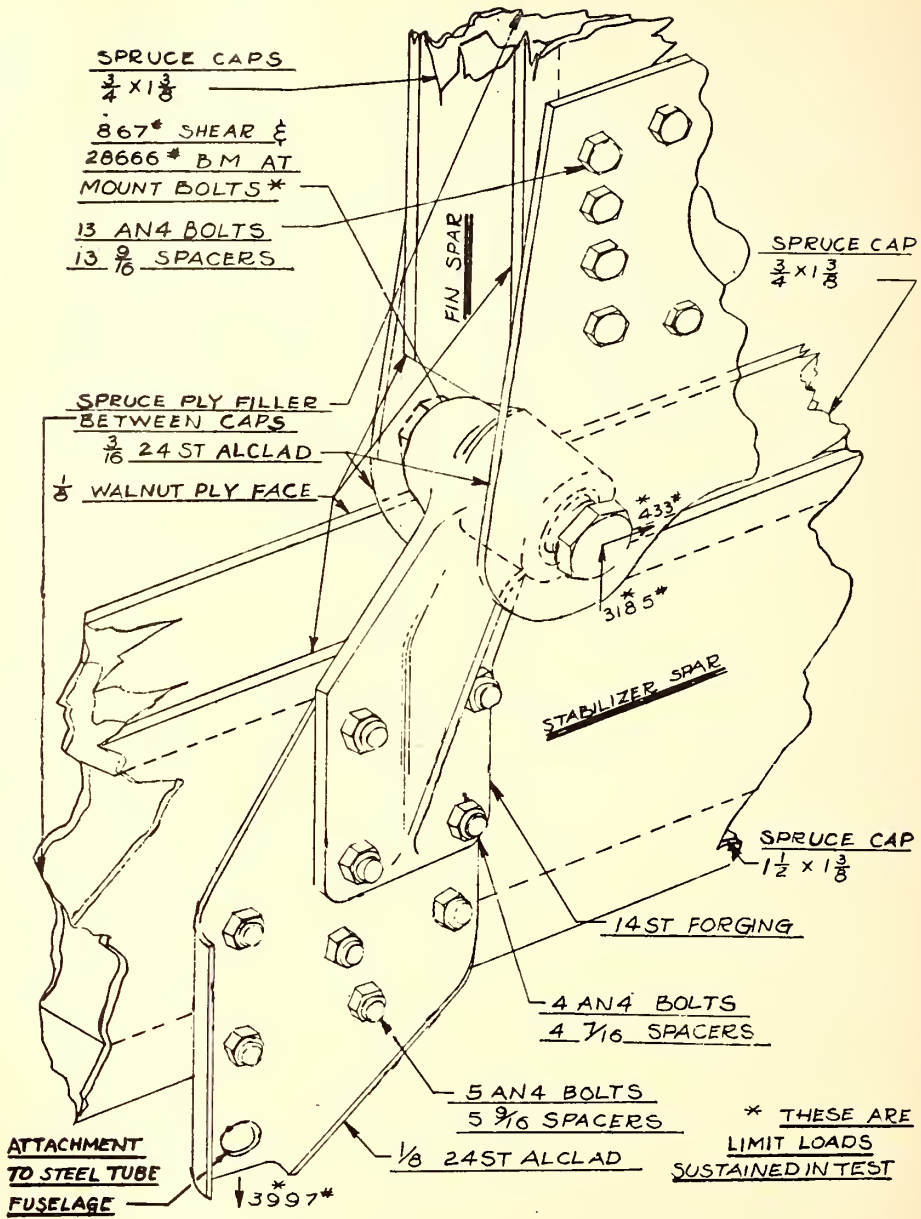 SPRUCE CAPS
3/4 X 1 3/8
867# SHEAR &
28666# BM AT
MOUNT BOLTS*
13 AN4 BOLTS
13 9/16 SPACERS
FIN SPAR
SPRUCE CAP
3/4 X 1 3/8
SPRUCE PLY FILLER
BETWEEN CAPS
3/16 24 ST ALCLAD
1/8 WALNUT PLY FACE
* 433#
* 3185#
STABILIZER SPAR
SPRUCE CAP
1 1/2 X 1 3/8
14ST FORGING
4 AN4 BOLTS
4 7/16 SPACERS
5 AN4 BOLTS
5 9/16 SPACERS
1/8 24ST ALCLAD
* THESE ARE
LIMIT LOADS
SUSTAINED IN TEST
ATTACHMENT
TO STEEL TUBE
FUSELAGE
* 3997#